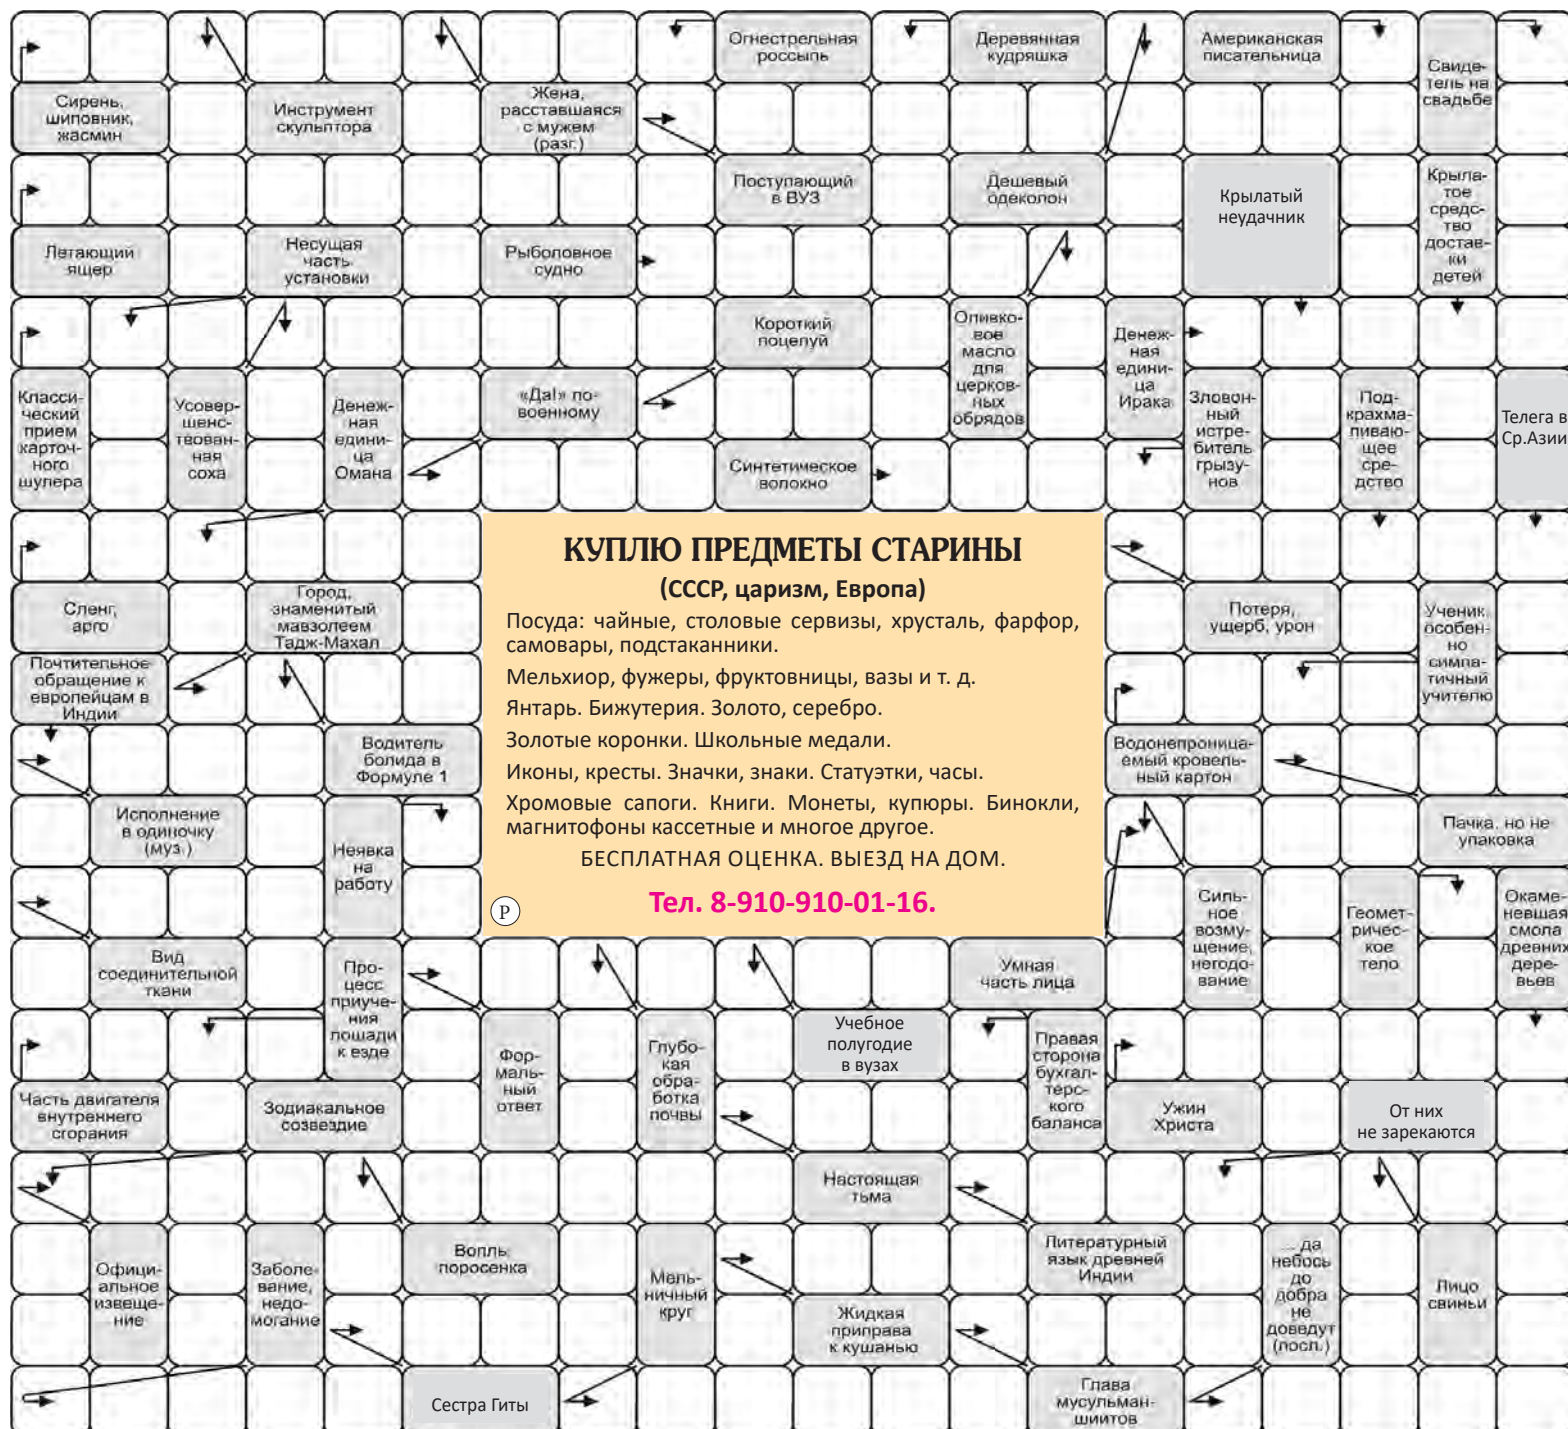 Огнестрельная
россыпь
Деревянная
кудряшка
Американская
писательница
Свиде-
тель на
свадьбе
Сирень,
шиповник,
жасмин
Инструмент
скульптора
Жена,
расставшаяся
с мужем
(разг.)
Поступающий
в ВУЗ
Дешевый
одеколон
Крылатый
неудачник
Крыла-
тое
средс-
тво
достав-
ки
детей
Летающий
ящер
Несущая
часть
установки
Рыболовное
судно
Короткий
поцелуй
Оливко-
вое
масло
для
церков-
ных
обрядов
Денеж-
ная
едини-
ца
Ирака
Класси-
ческий
прием
карточ-
ного
шулера
Усовер-
шенс-
твован-
ная
соха
Денеж-
ная
едини-
ца
Омана
«Да!» по-
военному
Зловон-
ный
истре-
битель
грызу-
нов
Под-
крахма-
ливаю-
щее
сре-
дство
Телега в
Ср.Азии
Синтетическое
волокно
КУПЛЮ ПРЕДМЕТЫ СТАРИНЫ
(СССР, царизм, Европа)
Посуда: чайные, столовые сервизы, хрусталь, фарфор,
самовары, подстаканники.
Мельхиор, фужеры, фруктовницы, вазы и т. д.
Янтарь. Бижутерия. Золото, серебро.
Золотые коронки. Школьные медали.
Иконы, кресты. Значки, знаки. Статуэтки, часы.
Хромовые сапоги. Книги. Монеты, купюры. Бинокли,
магнитофоны кассетные и многое другое.
БЕСПЛАТНАЯ ОЦЕНКА. ВЫЕЗД НА ДОМ.
Р
Тел. 8-910-910-01-16.
Сленг,
арго
Город,
знаменитый
мавзолеем
Тадж-Махал
Потеря,
ущерб, урон
Ученик,
особен-
но
симпа-
тичный
учителю
Почтительное
обращение к
европейцам в
Индии
Водитель
болида в
Формуле 1
Водонепроница-
емый кровель-
ный картон
Исполнение
в одиночку
(муз.)
Неявка
на
работу
Пачка, но не
упаковка
Силь-
ное
возму-
щение,
негодо-
вание
Геомет-
ричес-
кое
тело
Окаме-
невшая
смола
древних
дере-
вьев
Вид
соединительной
ткани
Про-
цесс
приуче-
ния
лошади
к езде
Умная
часть лица
Фор-
маль-
ный
ответ
Глубо-
кая
обра-
ботка
почвы
Учебное
полугодие
в вузах
Правая
сторона
бухгал-
терс-
кого
баланса
Часть двигателя
внутреннего
сгорания
Зодиакальное
созвездие
Ужин
Христа
От них
не зарекаются
Настоящая
тьма
Офици-
альное
извеще-
ние
Заболе-
вание,
недо-
могание
Вопль
поросенка
Мель-
ничный
круг
Литературный
язык древней
Индии
... да
небось
до
добра
не
доведут
(посл.)
Лицо
свиньи
Жидкая
приправа
к кушанью
Сестра Гиты
Глава
мусульман-
шиитов